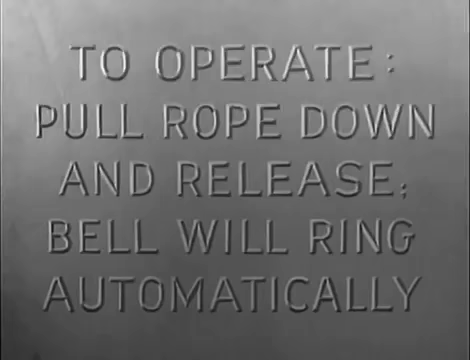 TO OPERATE:
PULL ROPE DOWN
AND RELEASE;
BELL WILL RING
AUTOMATICALLY